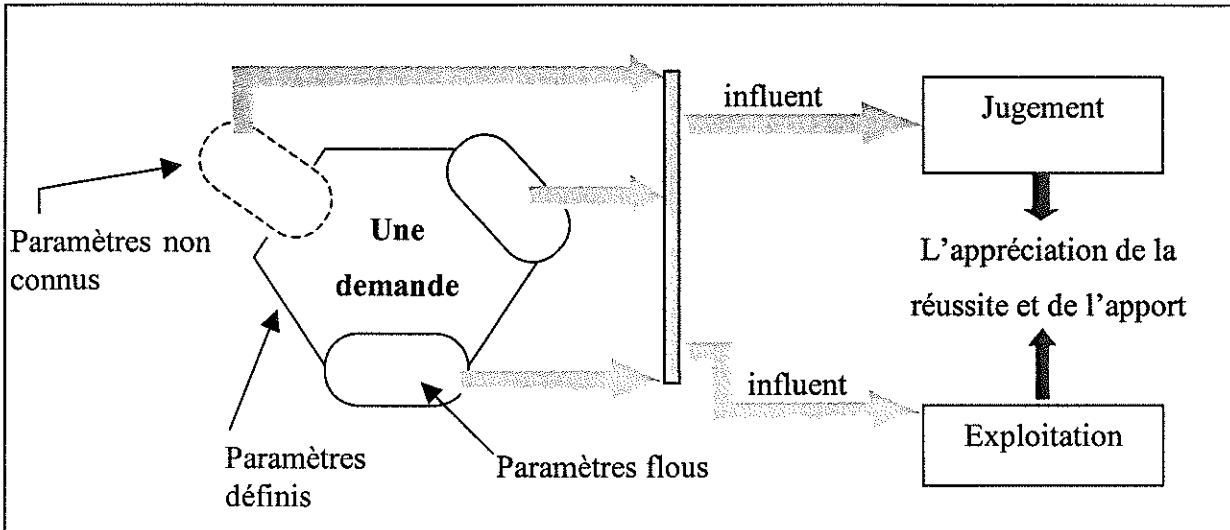 influent
Jugement
Paramètres non
connus
Une
demande
L'appréciation de la
réussite et de l'apport
influent
Exploitation
Paramètres
définis
Paramètres flous